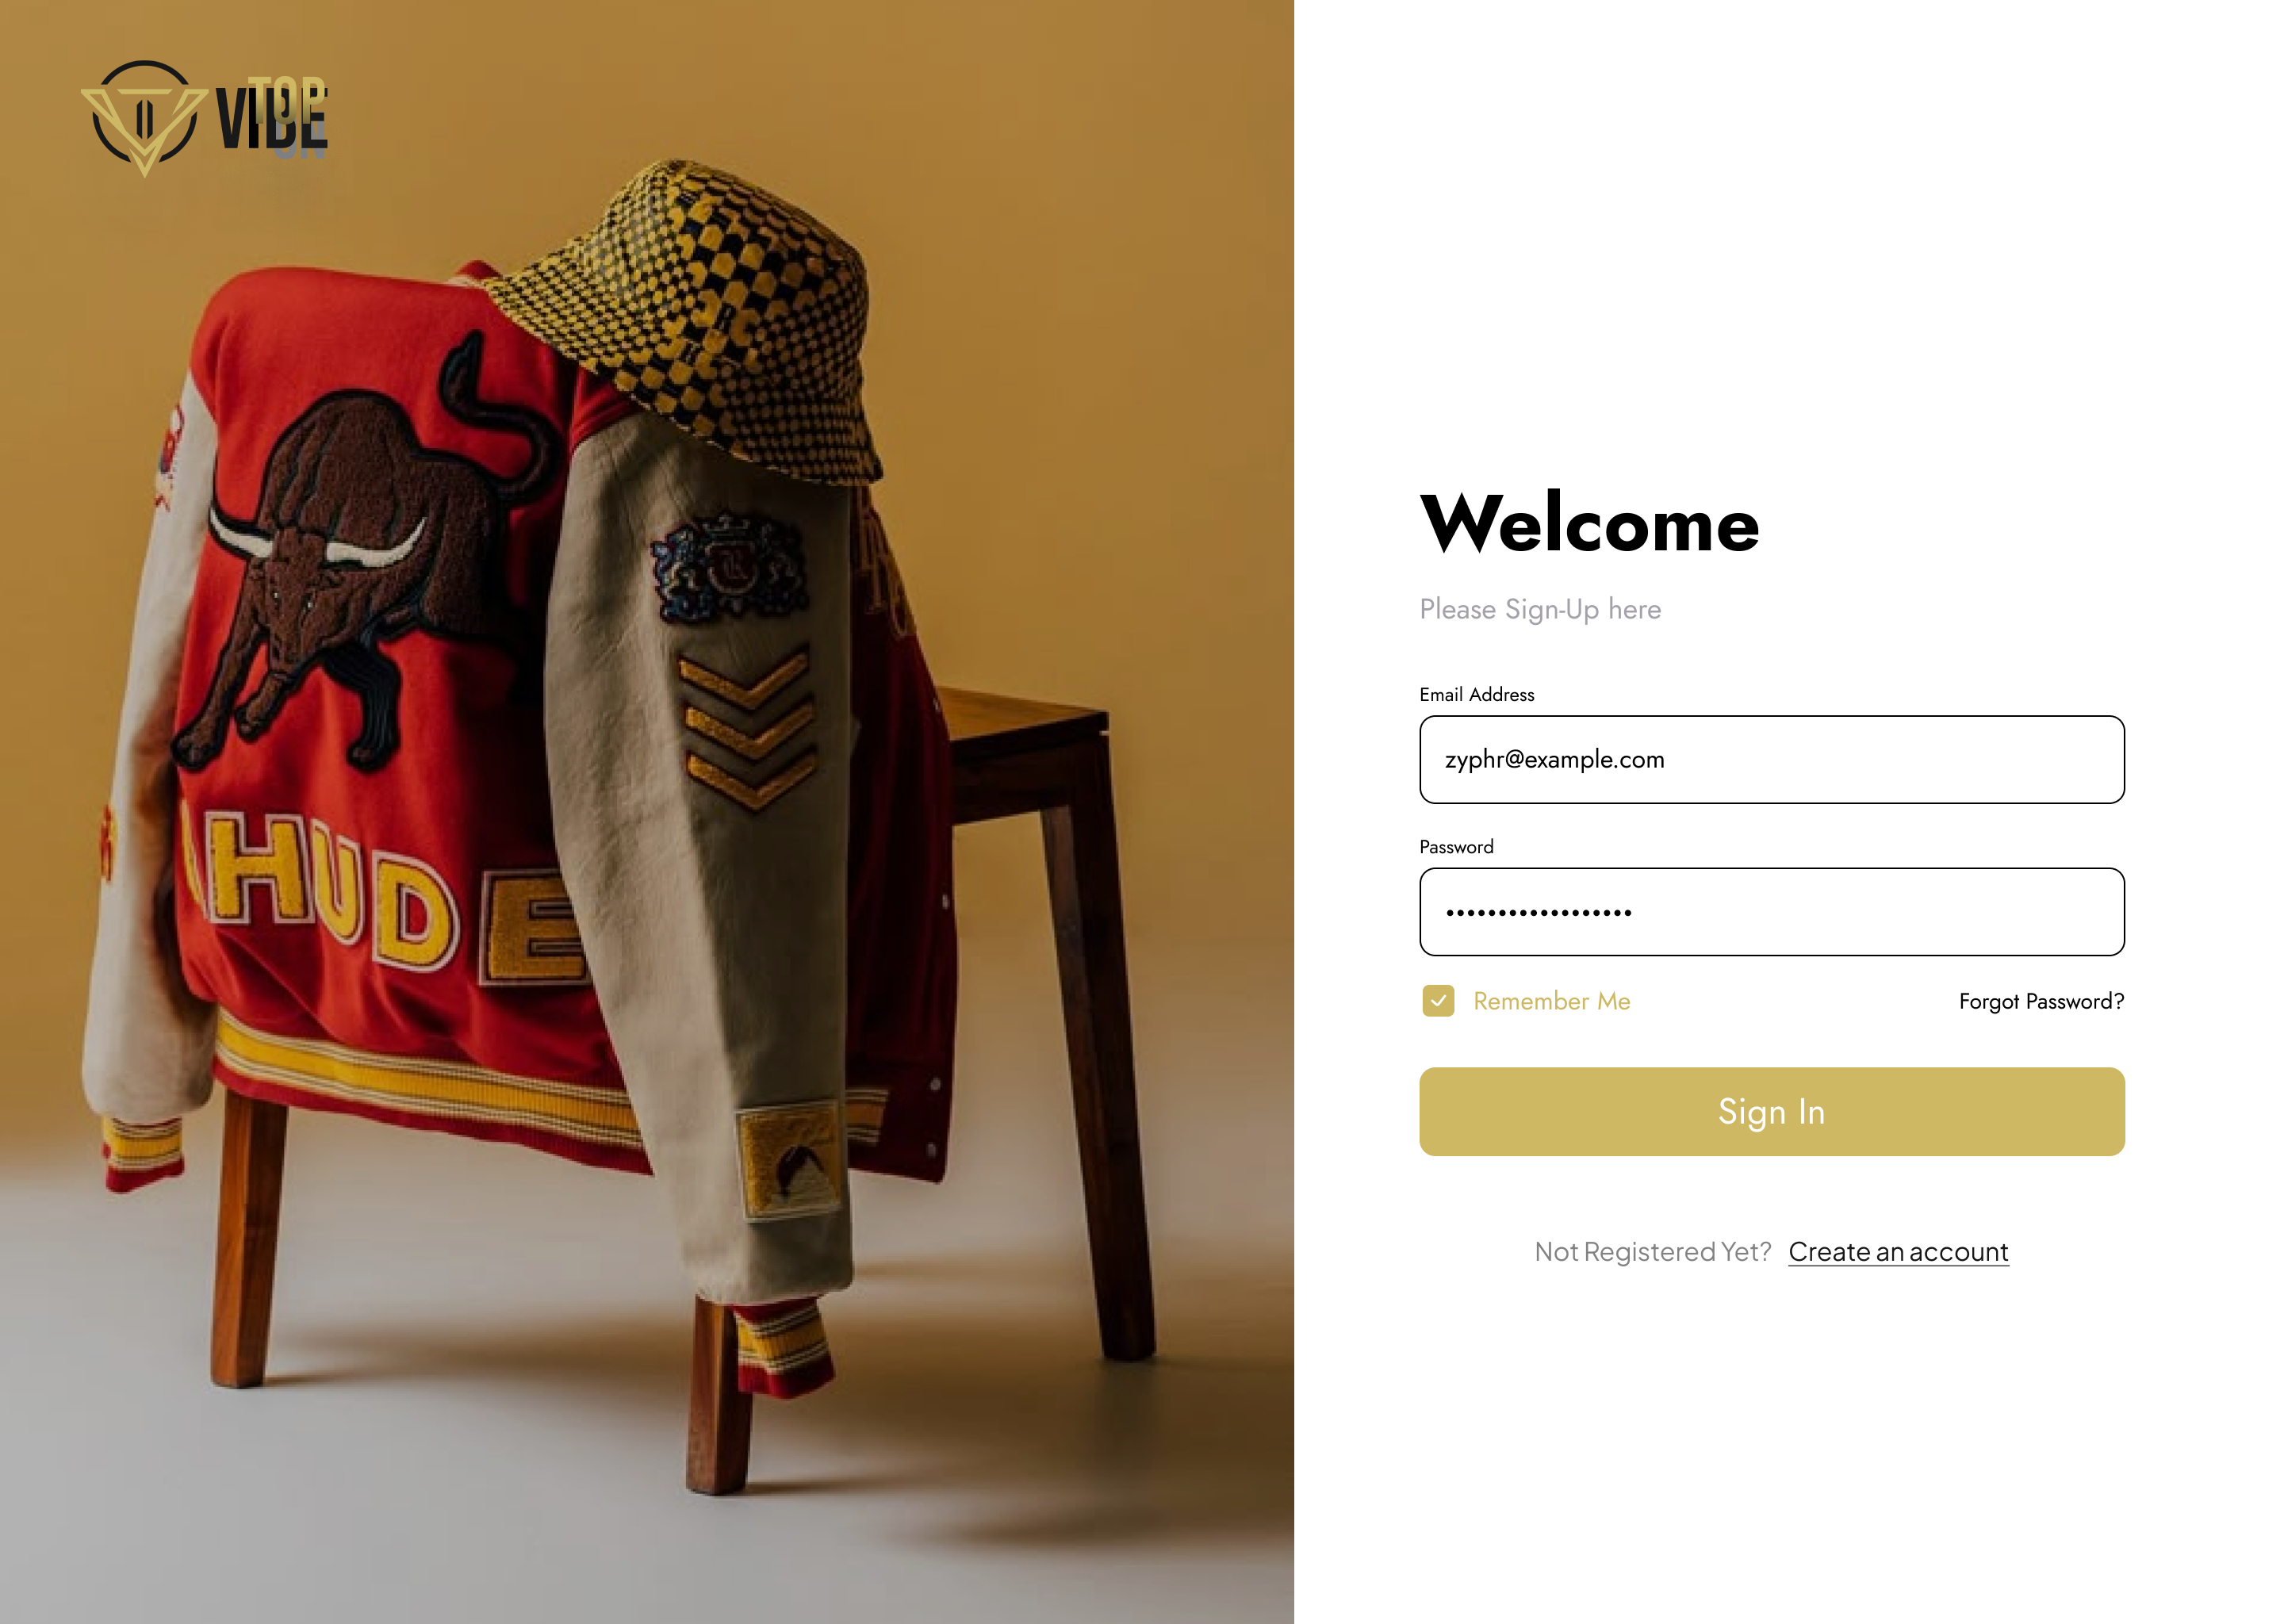 VIBE
TOP
Welcome
Please Sign-Up here
Email Address
zyphr@example.com
Password
••••••••••••••••••
Remember Me
Forgot Password?
Sign In
Not Registered Yet? Create an account
HUDE